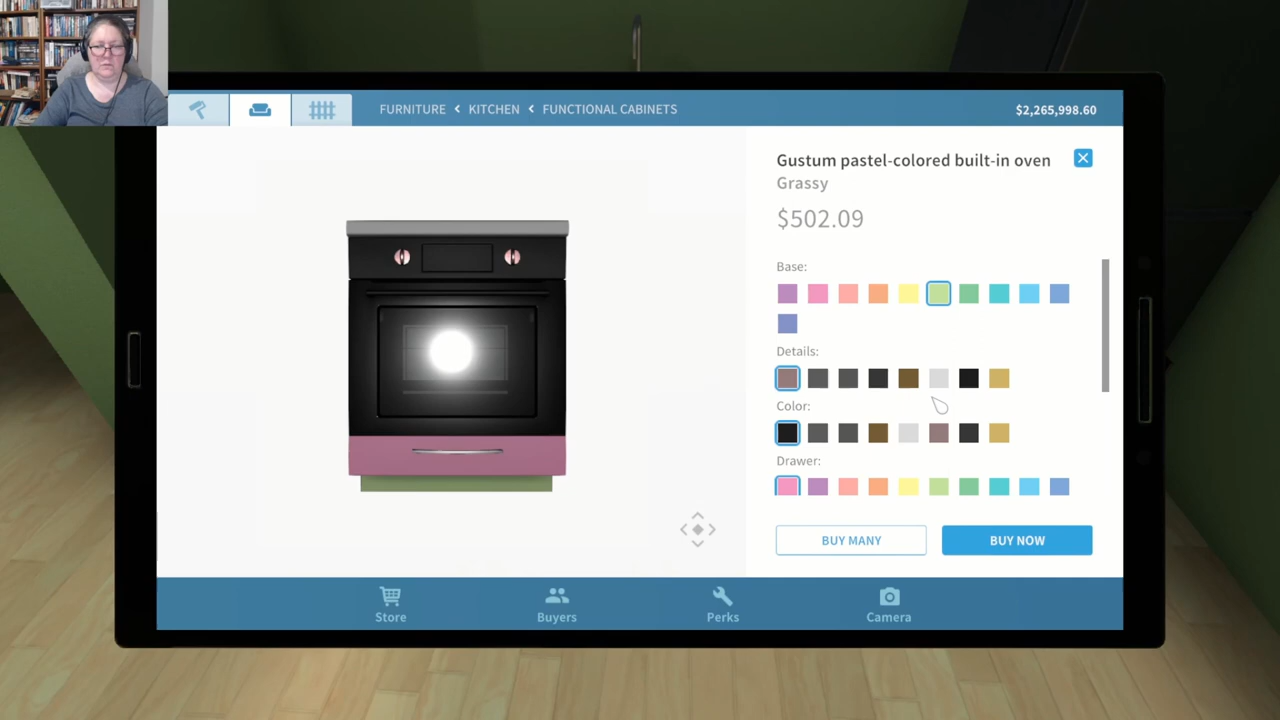 FURNITURE < KITCHEN < FUNCTIONAL CABINETS
$2,265,998.60
Gustum pastel-colored built-in oven
Grassy
$502.09
Base:
Details:
Color:
Drawer:
BUY MANY
BUY NOW
Store
Buyers
Perks
Camera